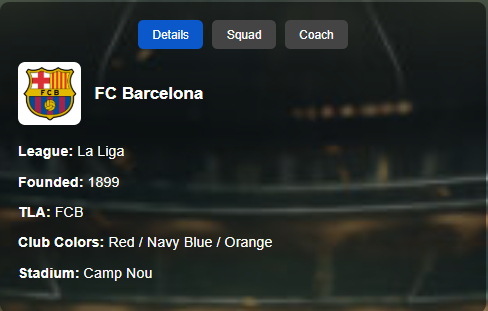 Details Squad Coach
FCB
FC Barcelona
League: La Liga
Founded: 1899
TLA: FCB
Club Colors: Red / Navy Blue / Orange
Stadium: Camp Nou